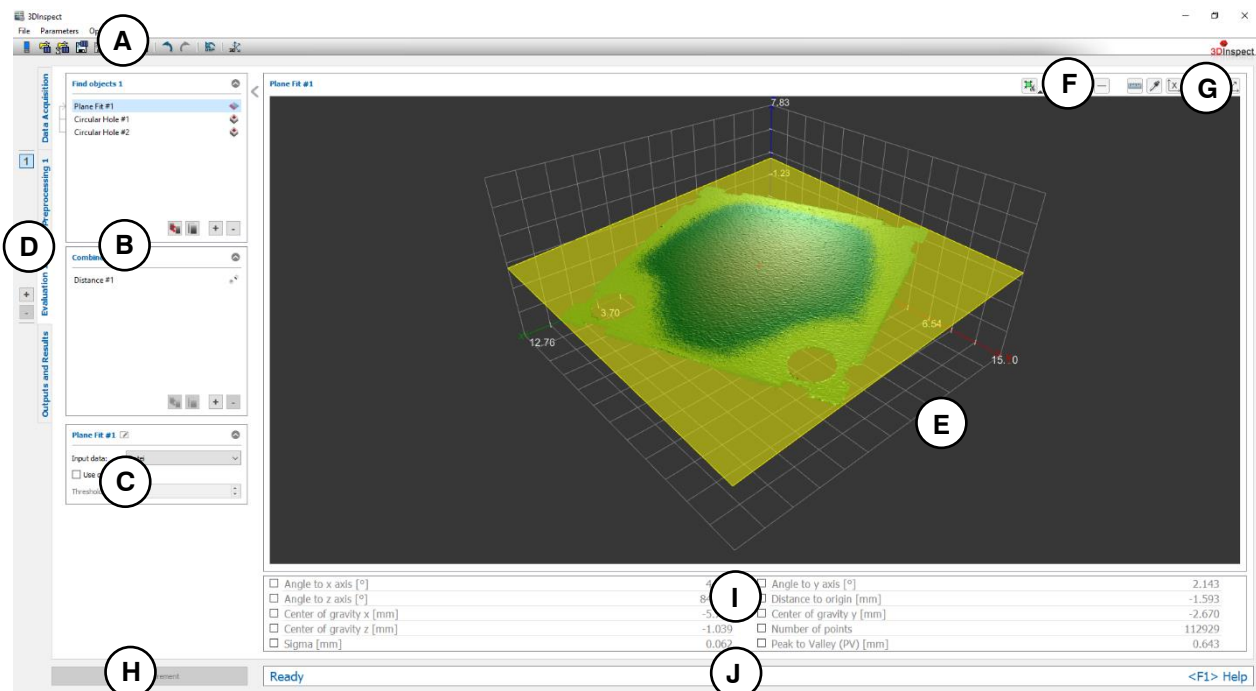 3DInspect
File Parameters
A
3DInspect
Data Acquisition
Preprocessing 1
Evaluation
Outputs and Results
1
D
+
-
Find objects 1
Plane Fit #1
Circular Hole #1
Circular Hole #2
+ -
B
Distance #1
+ -
Plane Fit #1
Input data:
Use
C
Plane Fit #1
F
G
7.83
-1.23
3.70
12.76
6.54
E
Angle to x axis [°]
Angle to y axis [°] 2.143
Angle to z axis [°]
Distance to origin [mm] -1.593
I
Center of gravity x [mm]
Center of gravity y [mm] -2.670
Center of gravity z [mm] -1.039
Number of points 112929
Sigma [mm] 0.062
Peak to Valley (PV) [mm] 0.643
H
Ready
J
<F1> Help